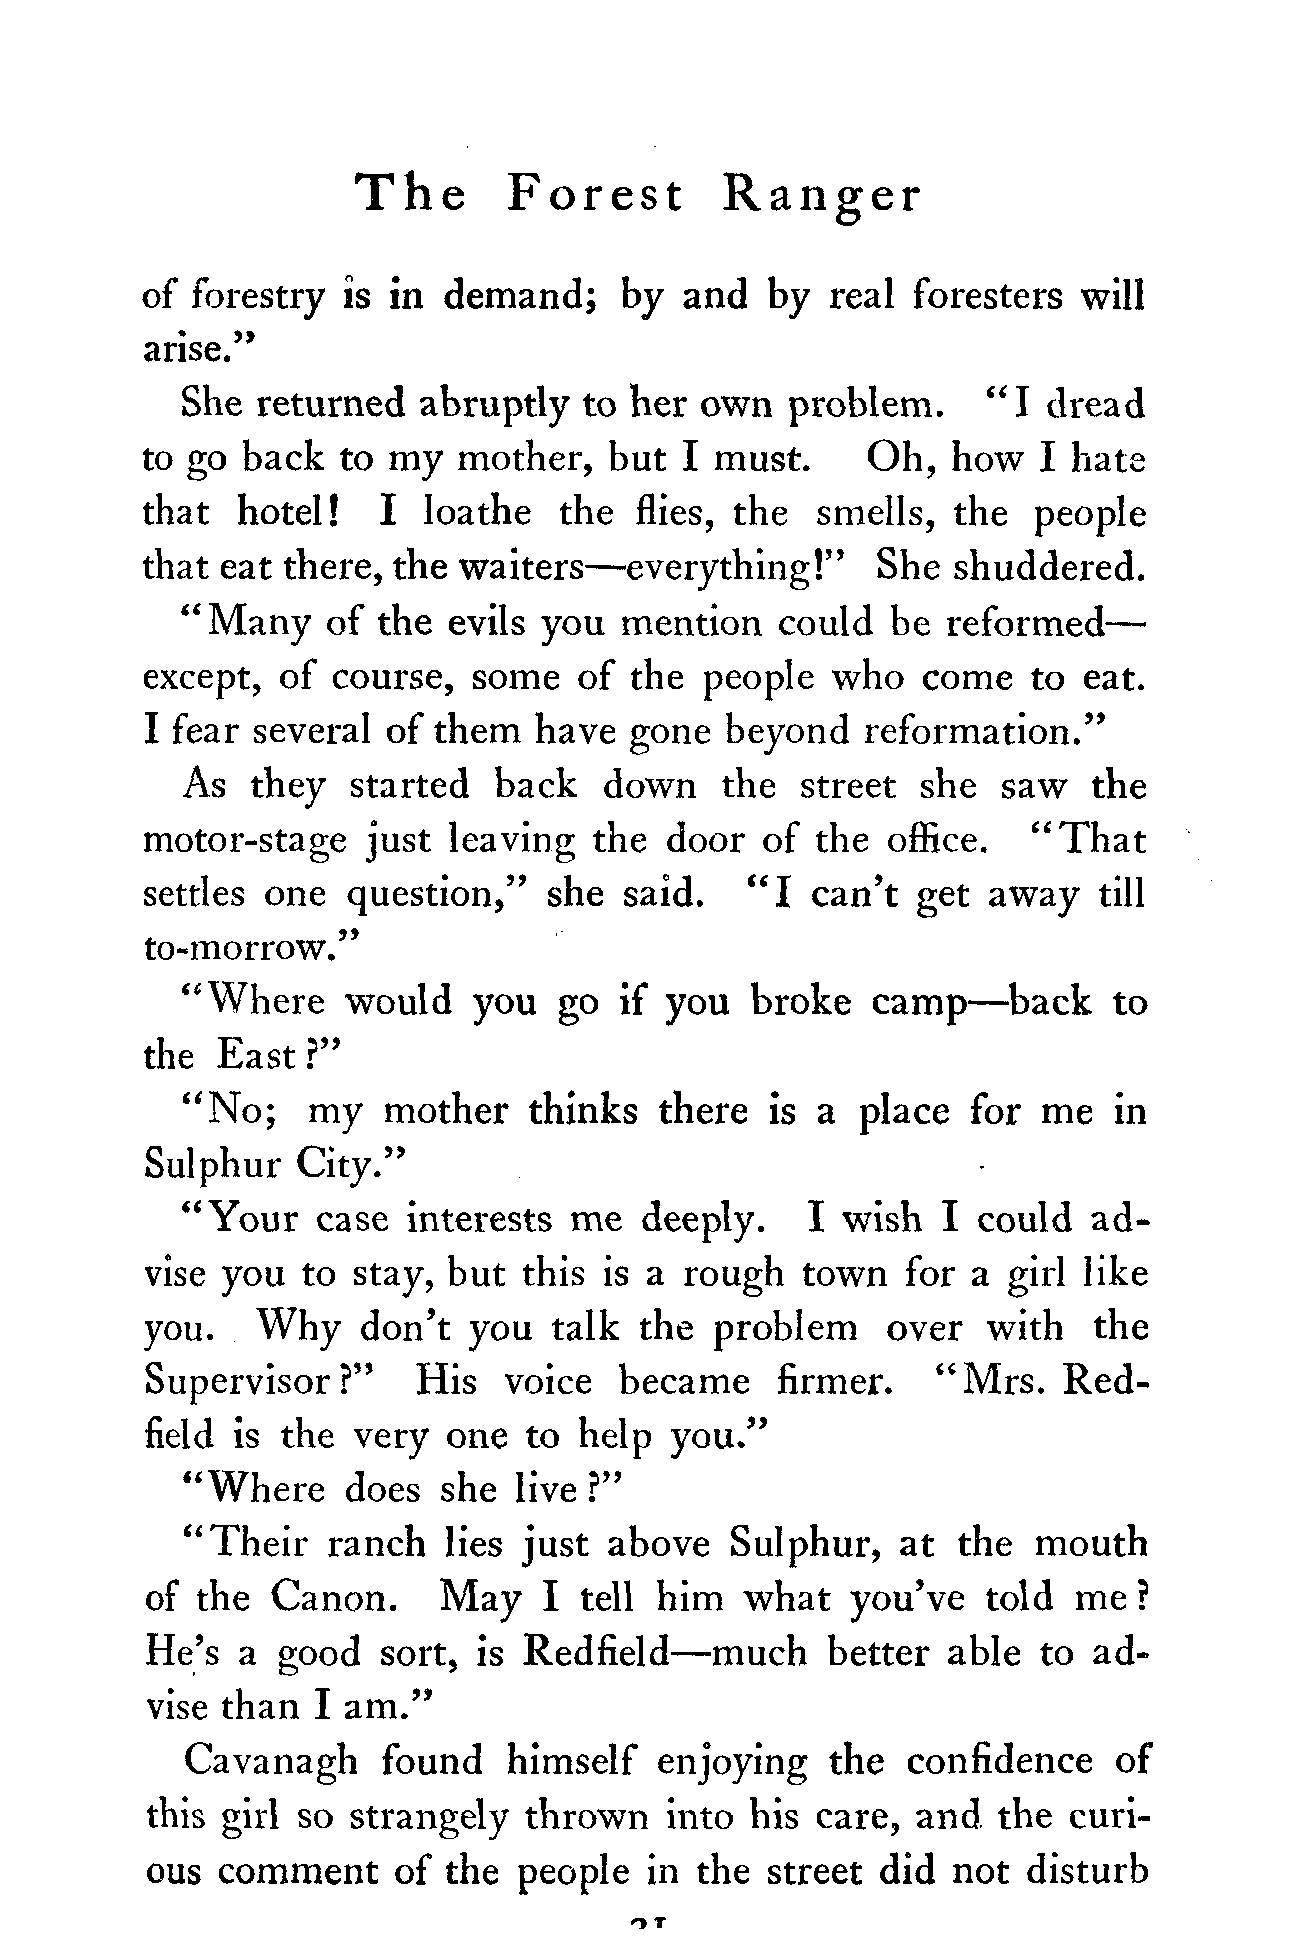 The Forest Ranger
of forestry is in demand; by and by real foresters will
arise.”
She returned abruptly to her own problem. “I dread
to go back to my mother, but I must. Oh, how I hate
that hotel! I loathe the flies, the smells, the people
that eat there, the waiters—everything!” She shuddered.
“Many of the evils you mention could be reformed—
except, of course, some of the people who come to eat.
I fear several of them have gone beyond reformation.”
As they started back down the street she saw the
motor-stage just leaving the door of the office. “That
settles one question,” she said. “I can’t get away till
to-morrow.”
“Where would you go if you broke camp—back to
the East?”
“No; my mother thinks there is a place for me in
Sulphur City.”
“Your case interests me deeply. I wish I could ad-
vise you to stay, but this is a rough town for a girl like
you. Why don’t you talk the problem over with the
Supervisor?” His voice became firmer. “Mrs. Red-
field is the very one to help you.”
“Where does she live?”
“Their ranch lies just above Sulphur, at the mouth
of the Canon. May I tell him what you’ve told me?
He’s a good sort, is Redfield—much better able to ad-
vise than I am.”
Cavanagh found himself enjoying the confidence of
this girl so strangely thrown into his care, and the curi-
ous comment of the people in the street did not disturb